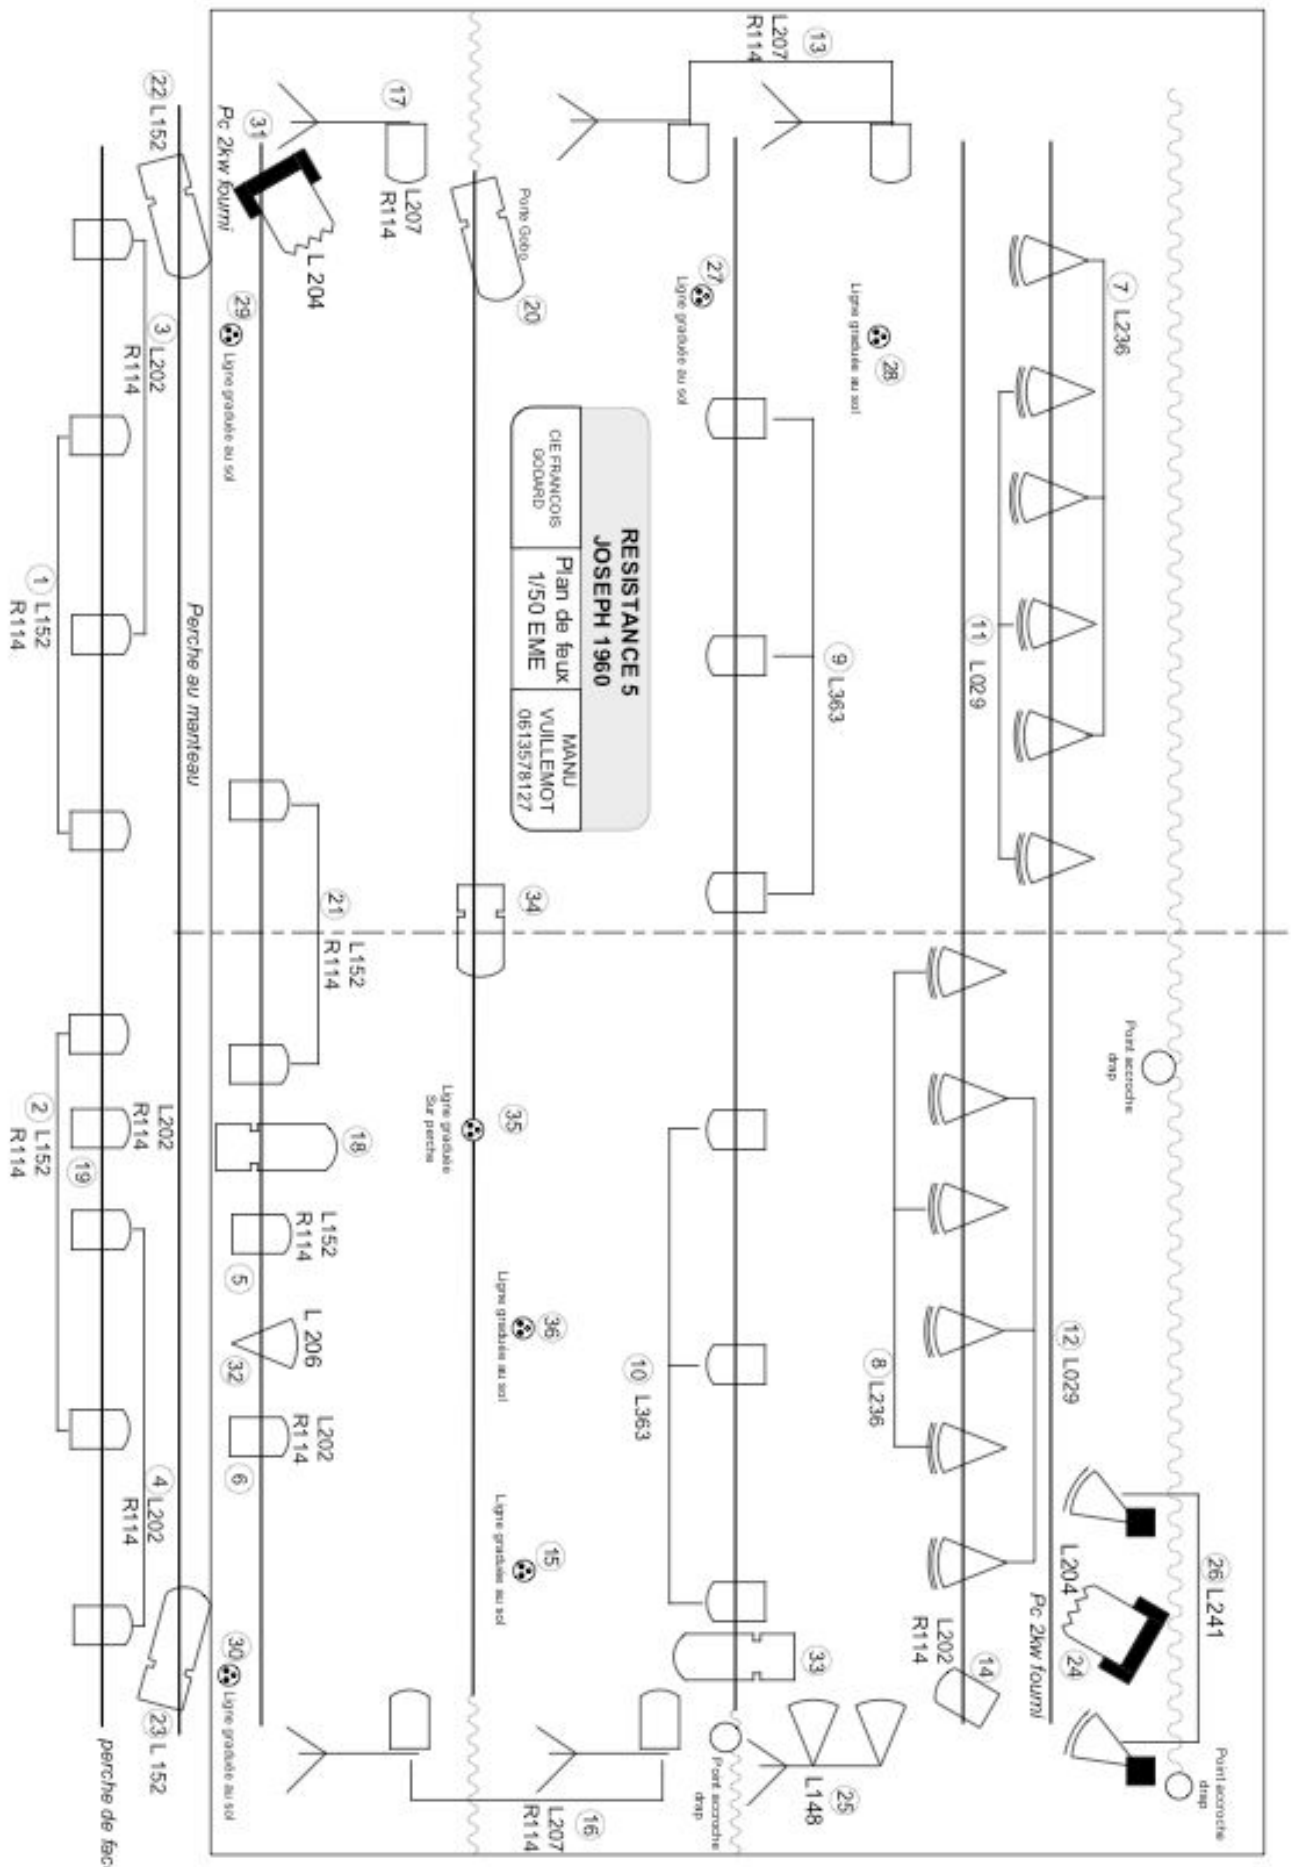 Point accroche
drap
26 L241
Point accroche
drap
7 L236
12 L029
L204
24
Pc 2kw fourni
11 L029
14
L202
R114
28
Ligne graduée au sol
8 L236
13
L207
R114
9 L363
33
25
L148
27
Ligne graduée au sol
10 L363
Point accroche
drap
RESISTANCE 5
JOSEPH 1960
CIE FRANCOIS
GODARD
Plan de feux
1/50 EME
MANU
VUILLEMOT
0613578127
Porte Gobo
20
34
35
Ligne graduée
Sur perche
36
Ligne graduée au sol
15
Ligne graduée au sol
16
L207
R114
17
L207
R114
L 204
31
Pc 2kw fourni
29
Ligne graduée au sol
21
L152
R114
18
L152
R114
5
L 206
32
L202
R114
6
30
Ligne graduée au sol
22 L152
Perche au manteau
23 L 152
3 L202
R114
L202
R114
19
4 L202
R114
perche de fac
1 L152
R114
2 L152
R114